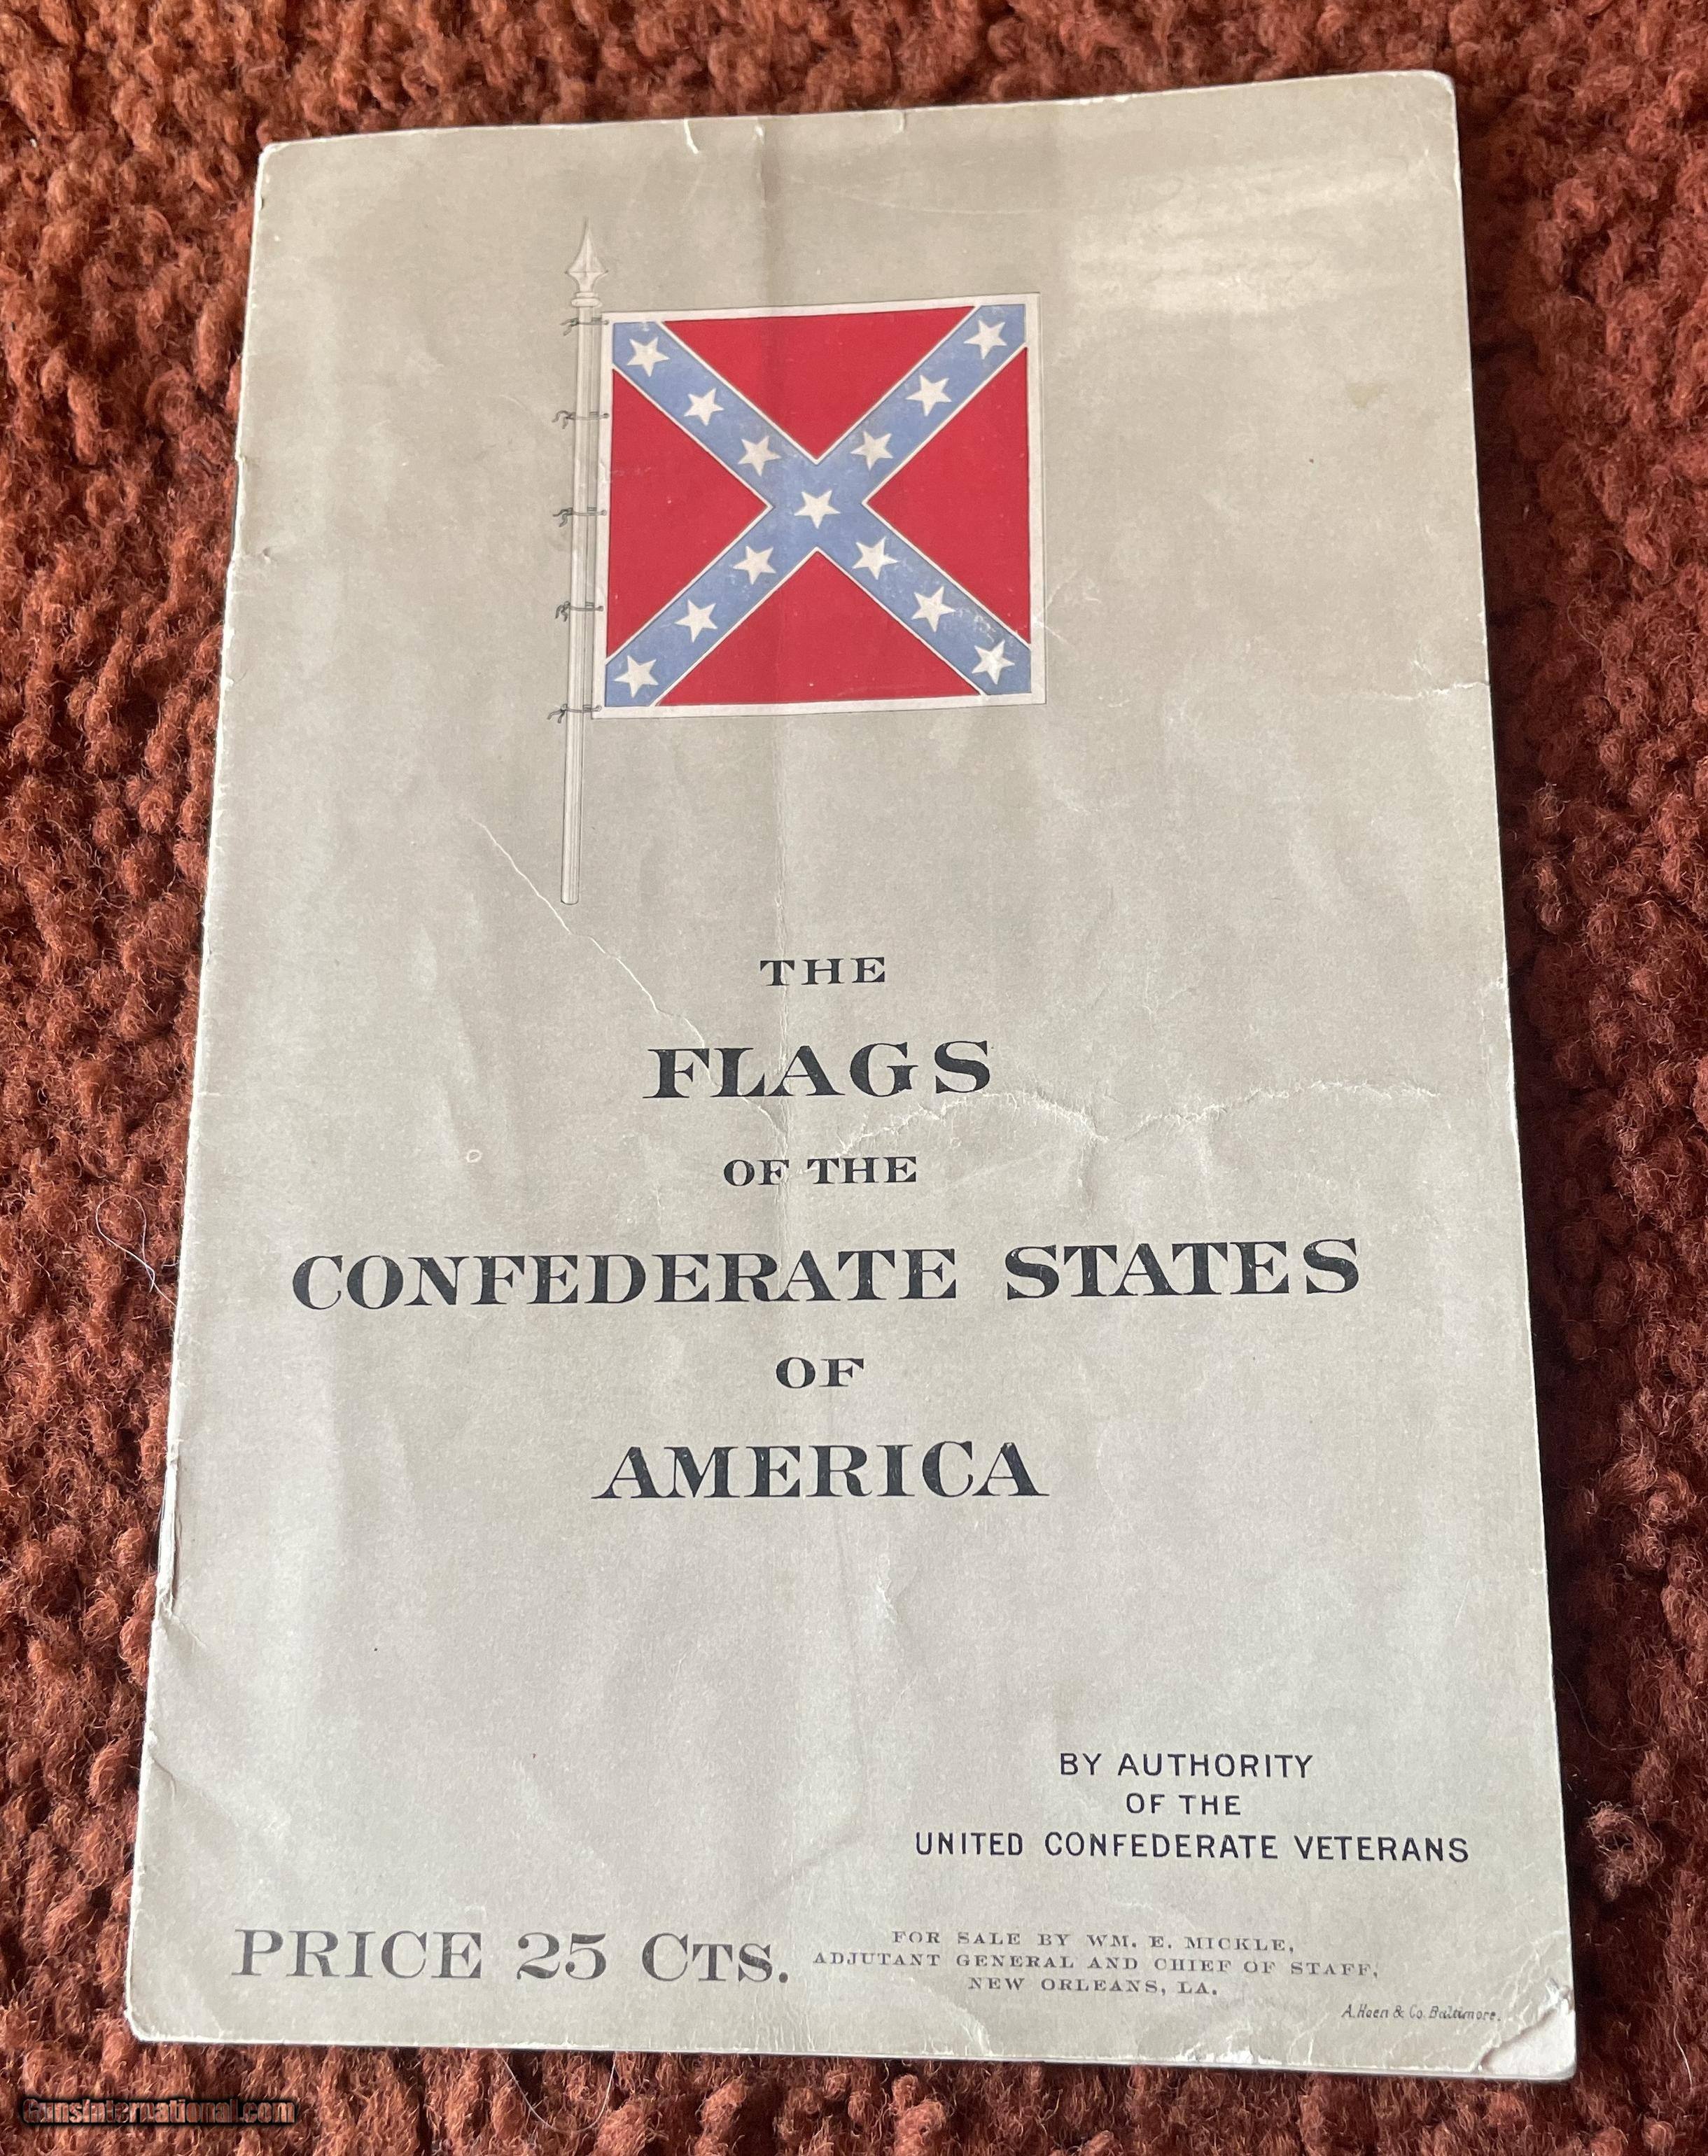 THE
FLAGS
OF THE
CONFEDERATE STATES
OF
AMERICA
BY AUTHORITY
OF THE
UNITED CONFEDERATE VETERANS
PRICE 25 CTS.
FOR SALE BY WM. E. MICKLE,
ADJUTANT GENERAL AND CHIEF OF STAFF,
NEW ORLEANS, LA.
A. Hoen & Co. Baltimore.
GunsInternational.com